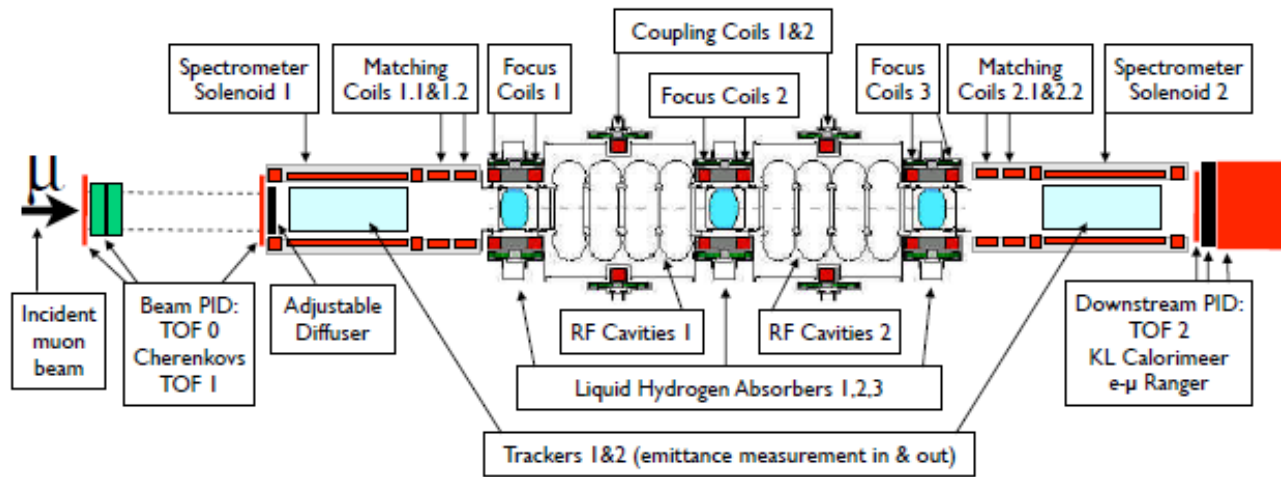 Coupling Coils 1&2
Spectrometer
Solenoid 1
Matching
Coils 1.1&1.2
Focus
Coils 1
Focus Coils 2
Focus
Coils 3
Matching
Coils 2.1&2.2
Spectrometer
Solenoid 2
μ
Incident
muon
beam
Beam PID:
TOF 0
Cherenkovs
TOF 1
Adjustable
Diffuser
RF Cavities 1
RF Cavities 2
Downstream PID:
TOF 2
KL Calorimeer
e-μ Ranger
Liquid Hydrogen Absorbers 1,2,3
Trackers 1&2 (emittance measurement in & out)